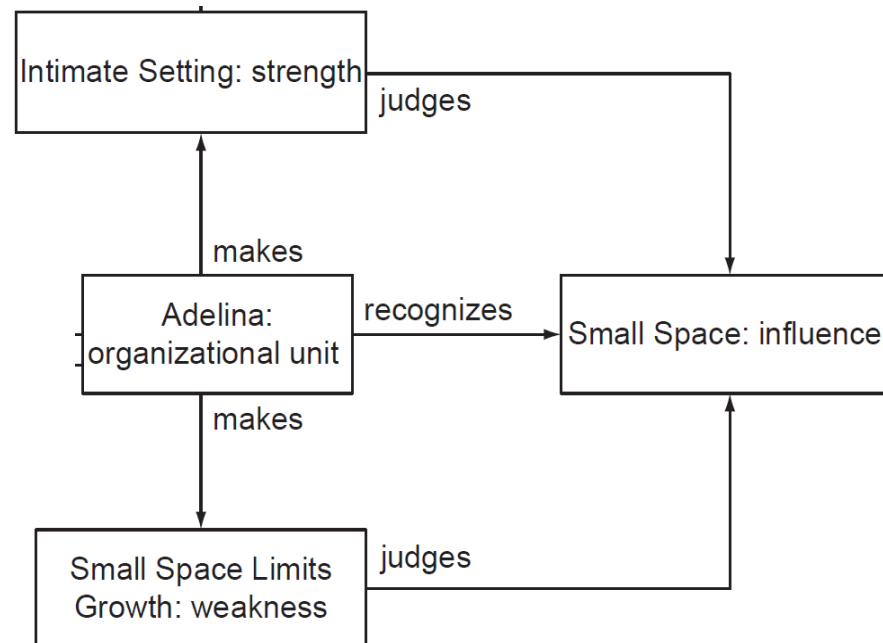 Intimate Setting: strength
judges
makes
Adelina:
organizational unit
recognizes
Small Space: influence
makes
Small Space Limits
Growth: weakness
judges